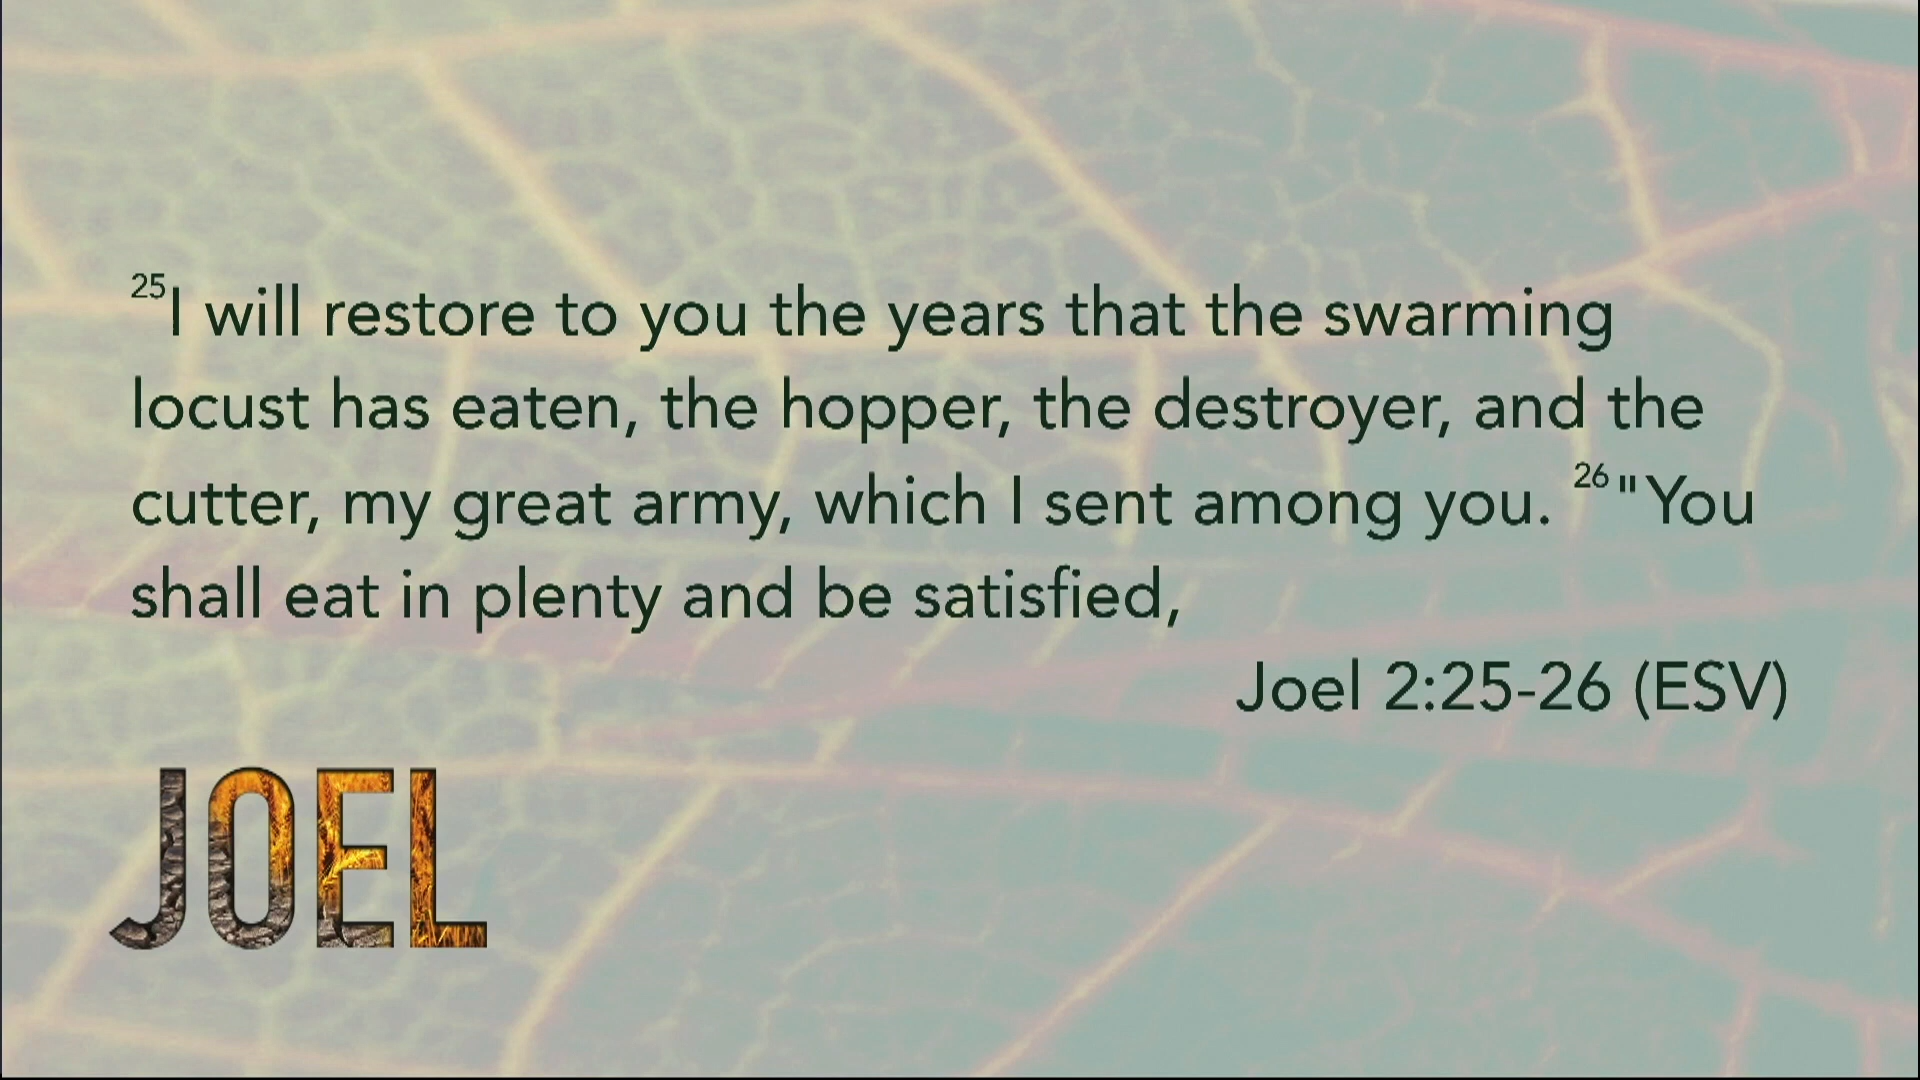 25I will restore to you the years that the swarming
locust has eaten, the hopper, the destroyer, and the
cutter, my great army, which I sent among you. 26"You
shall eat in plenty and be satisfied,
Joel 2:25-26 (ESV)
JOEL